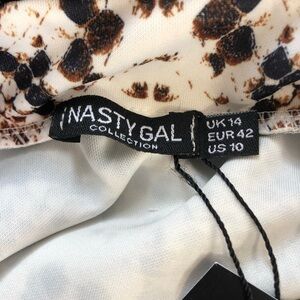 NASTY GAL
COLLECTION
UK 14
EUR 42
US 10